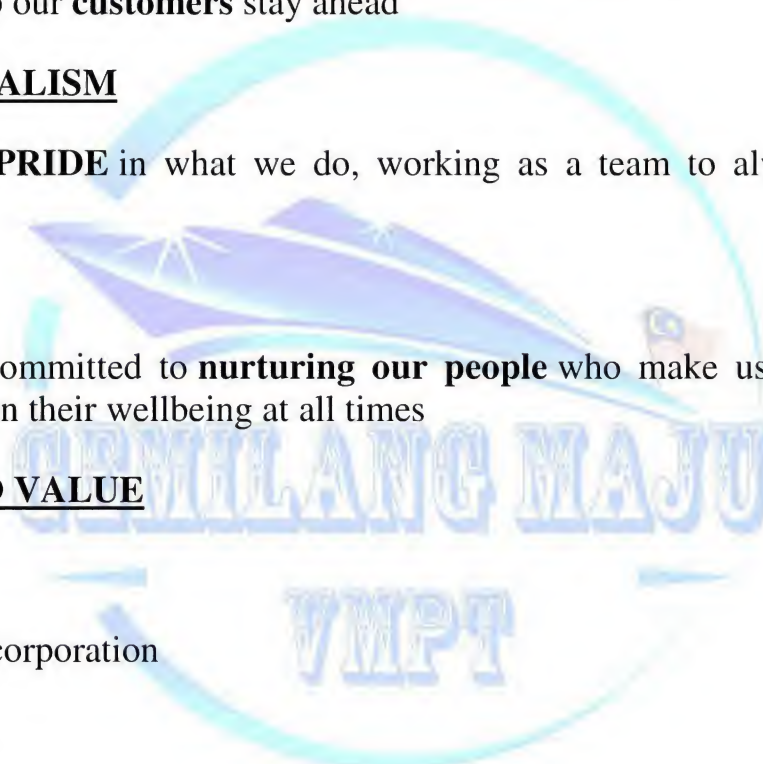 our customers stay ahead
ALISM
PRIDE in what we do, working as a team to al
ommitted to nurturing our people who make us
n their wellbeing at all times
GEMILANG MAJU
VALUE
VMPT
corporation